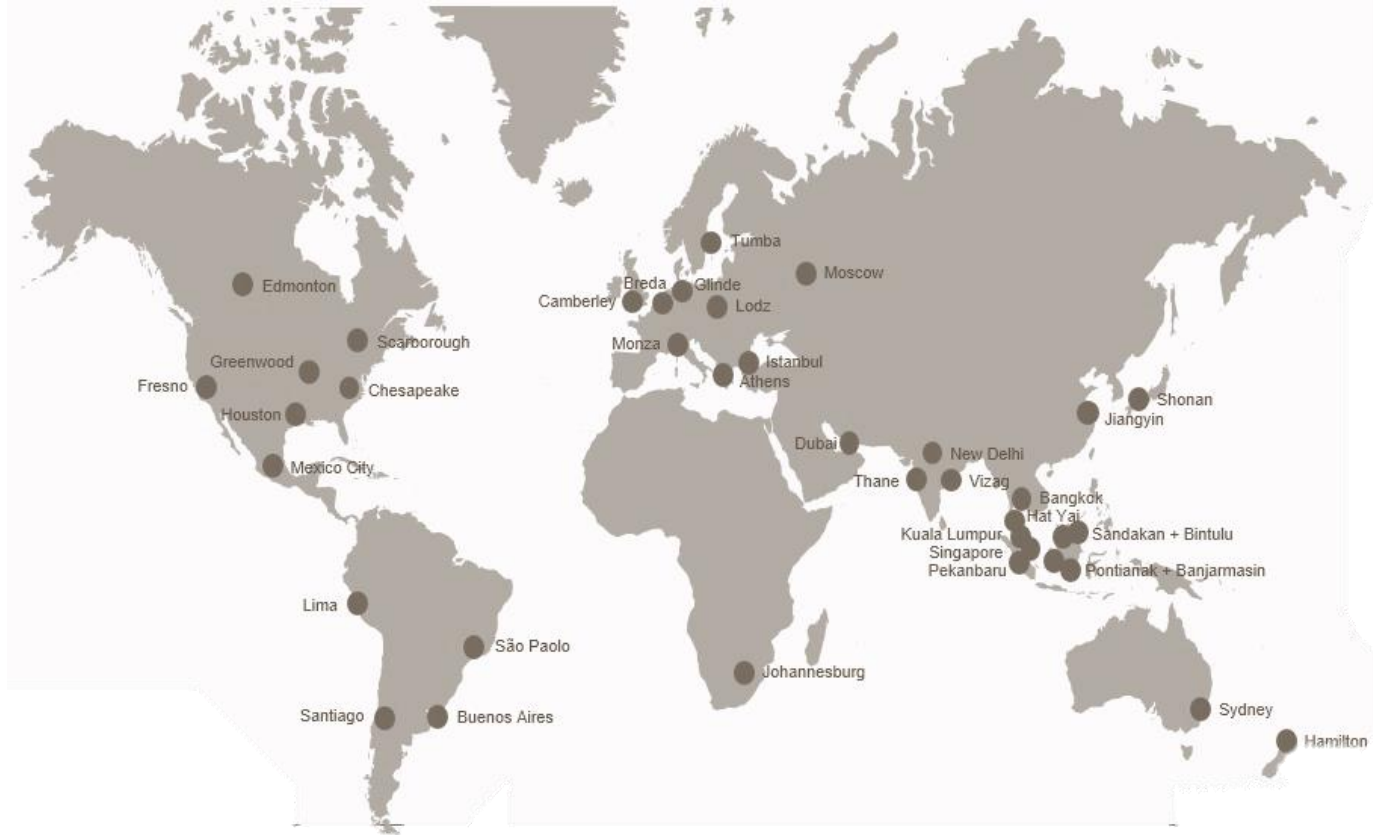 Tumba
Moscow
Breda
Glinde
Edmonton
Camberley
Lodz
Scarborough
Monza
Greenwood
Istanbul
Athens
Fresno
Chesapeake
Shonan
Houston
Jiangyin
Dubai
New Delhi
Mexico City
Thane
Vizag
Bangkok
Hat Yai
Kuala Lumpur
Sandakan + Bintulu
Singapore
Pekanbaru
Pontianak + Banjarmasin
Lima
São Paolo
Johannesburg
Santiago
Buenos Aires
Sydney
Hamilton